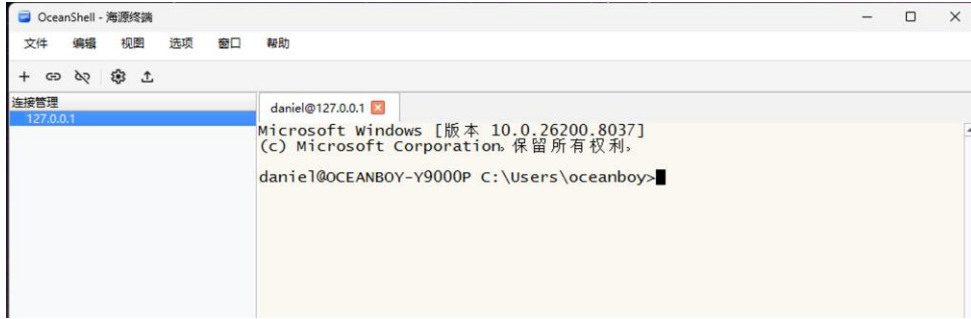 OceanShell - 海源终端
文件 编辑 视图 选项 窗口 帮助
连接管理
127.0.0.1
daniel@127.0.0.1
Microsoft Windows [版本 10.0.26200.8037]
(c) Microsoft Corporation。保留所有权利。
daniel@OCEANBOY-Y9000P C:\Users\oceanboy>